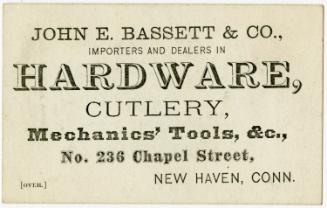 JOHN E. BASSETT & CO.,
IMPORTERS AND DEALERS IN
HARDWARE,
CUTLERY,
Mechanics' Tools, &c.,
No. 236 Chapel Street,
NEW HAVEN, CONN.
[OVER.]